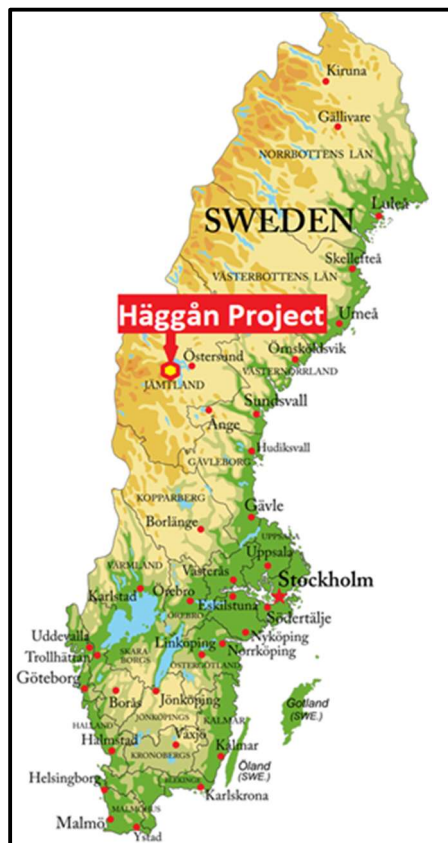 Kiruna
Gällivare
NORRBOTTENS LÄN
Luleå
SWEDEN
Skellefteå
VÄSTERBOTTENS LÄN
Häggån Project
Umeå
Örnsköldsvik
Östersund
VÄSTERNORRLAND
JÄMTLAND
Sundsvall
Ånge
Hudiksvall
GÄVLEBORG
KOPPARBERG
Gävle
Borlänge
UPPSALA
Uppsala
VÄRMLAND
Västerås
Stockholm
Karlstad
Örebro
Eskilstuna
ÖREBRO
Södertälje
Uddevalla
Nyköping
Trollhättan
SKARA
BORGS
Linköping
Norrköping
ÖSTERGÖTLAND
Göteborg
Borås
Jönköping
Gotland
(SWE.)
JÖNKÖPINGS
KALMAR
HALLAND
Växjö
Halmstad
KRONOBERGS
Kalmar
Öland
(SWE.)
Helsingborg
BLEKINGE
Karlskrona
MALMÖHUS
Malmö
Ystad